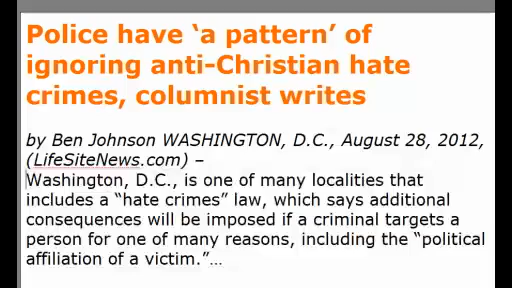 Police have ‘a pattern’ of
ignoring anti-Christian hate
crimes, columnist writes
by Ben Johnson WASHINGTON, D.C., August 28, 2012,
(LifeSiteNews.com) –
Washington, D.C., is one of many localities that
includes a “hate crimes” law, which says additional
consequences will be imposed if a criminal targets a
person for one of many reasons, including the “political
affiliation of a victim.”…